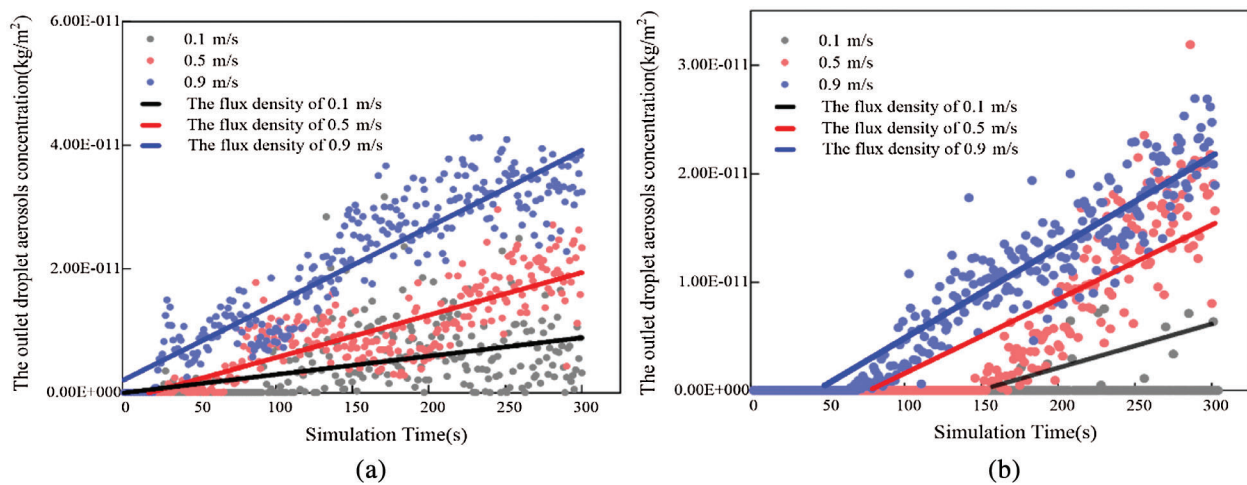 The outlet droplet aerosols concentration(kg/m²)
6.00E-011
4.00E-011
2.00E-011
0.00E+000
0.1 m/s
0.5 m/s
0.9 m/s
The flux density of 0.1 m/s
The flux density of 0.5 m/s
The flux density of 0.9 m/s
0 50 100 150 200 250 300
Simulation Time(s)
(a)
The outlet droplet aerosols concentration(kg/m²)
3.00E-011
2.00E-011
1.00E-011
0.00E+000
0.1 m/s
0.5 m/s
0.9 m/s
The flux density of 0.1 m/s
The flux density of 0.5 m/s
The flux density of 0.9 m/s
0 50 100 150 200 250 300
Simulation Time(s)
(b)